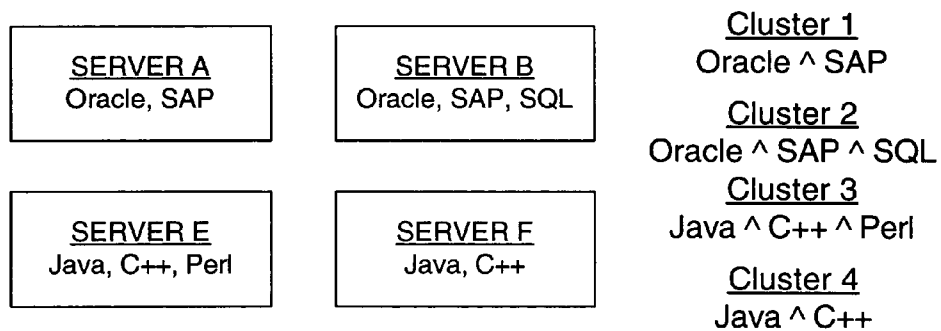 SERVER A
Oracle, SAP
SERVER B
Oracle, SAP, SQL
SERVER E
Java, C++, Perl
SERVER F
Java, C++
Cluster 1
Oracle ^ SAP
Cluster 2
Oracle ^ SAP ^ SQL
Cluster 3
Java ^ C++ ^ Perl
Cluster 4
Java ^ C++